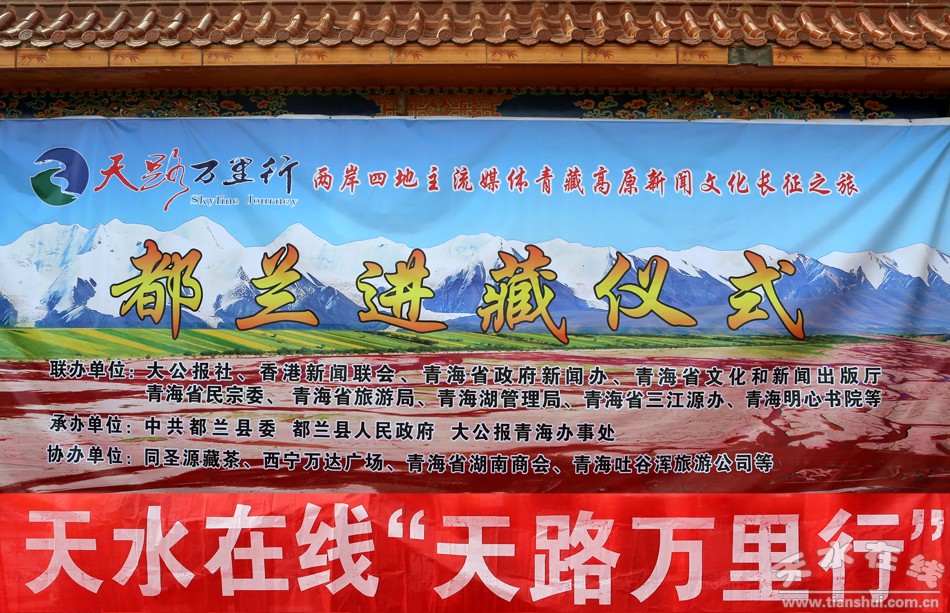 天路万里行 两岸四地主流媒体青藏高原新闻文化长征之旅
Skyline Journey
都兰进藏仪式
联办单位：大公报社、香港新闻联会、青海省政府新闻办、青海省文化和新闻出版厅
青海省民宗委、青海省旅游局、青海湖管理局、青海省三江源办、青海明心书院等
承办单位：中共都兰县委 都兰县人民政府 大公报青海办事处
协办单位：同圣源藏茶、西宁万达广场、青海省湖南商会、青海吐谷浑旅游公司等
天水在线“天路万里行”
天水在线
www.tianshui.com.cn